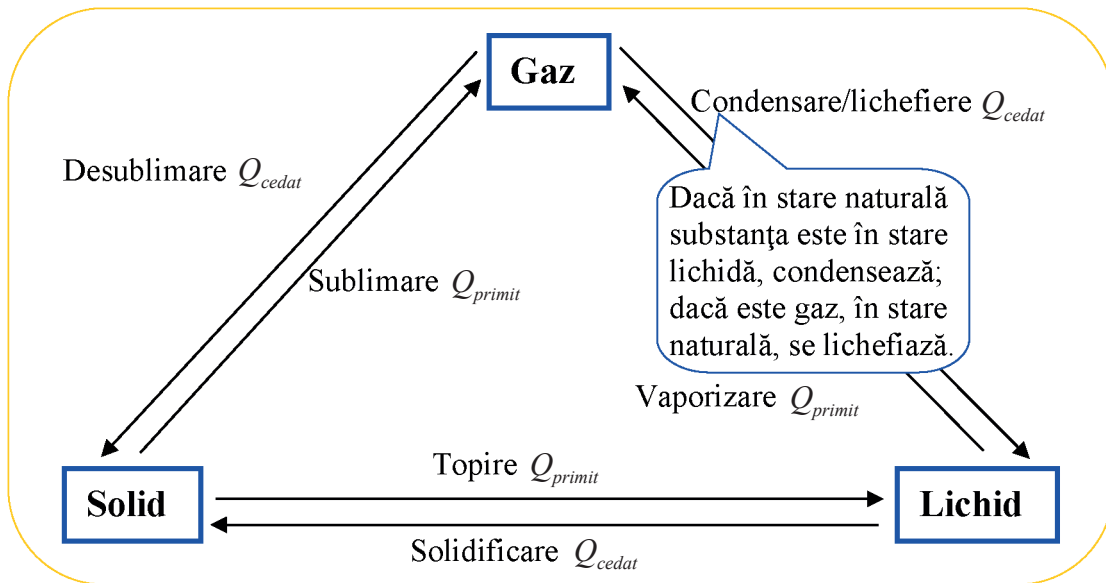 Gaz
Condensare/lichefiere Q_cedat
Desublimare Q_cedat
Dacă în stare naturală
substanţa este în stare
lichidă, condensează;
dacă este gaz, în stare
naturală, se lichefiază.
Sublimare Q_primit
Vaporizare Q_primit
Topire Q_primit
Solid
Lichid
Solidificare Q_cedat